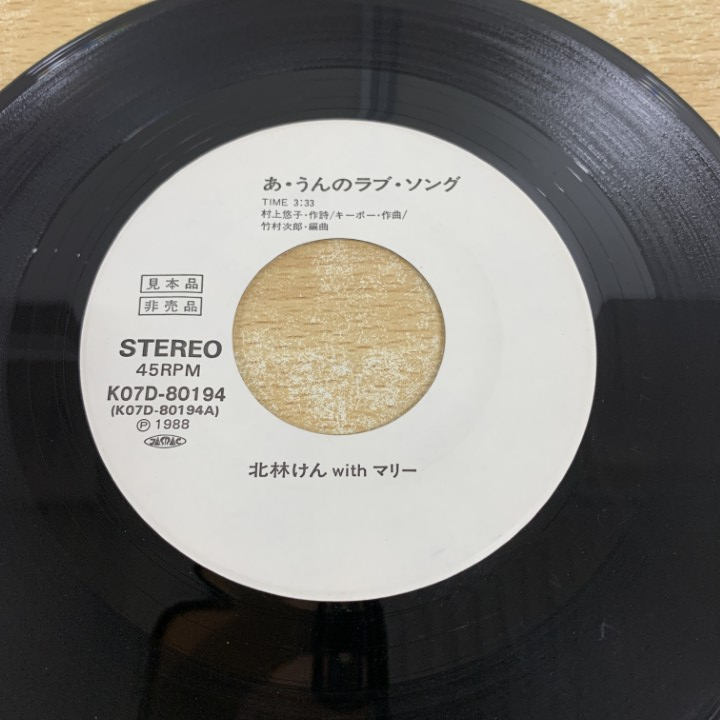 あ・うんのラブ・ソング
TIME 3:33
村上悠子・作詩/キーボー・作曲/
竹村次郎・編曲
見本品
非売品
STEREO
45RPM
K07D-80194
(K07D-80194A)
Ⓟ 1988
JASRAC
北林けん with マリー